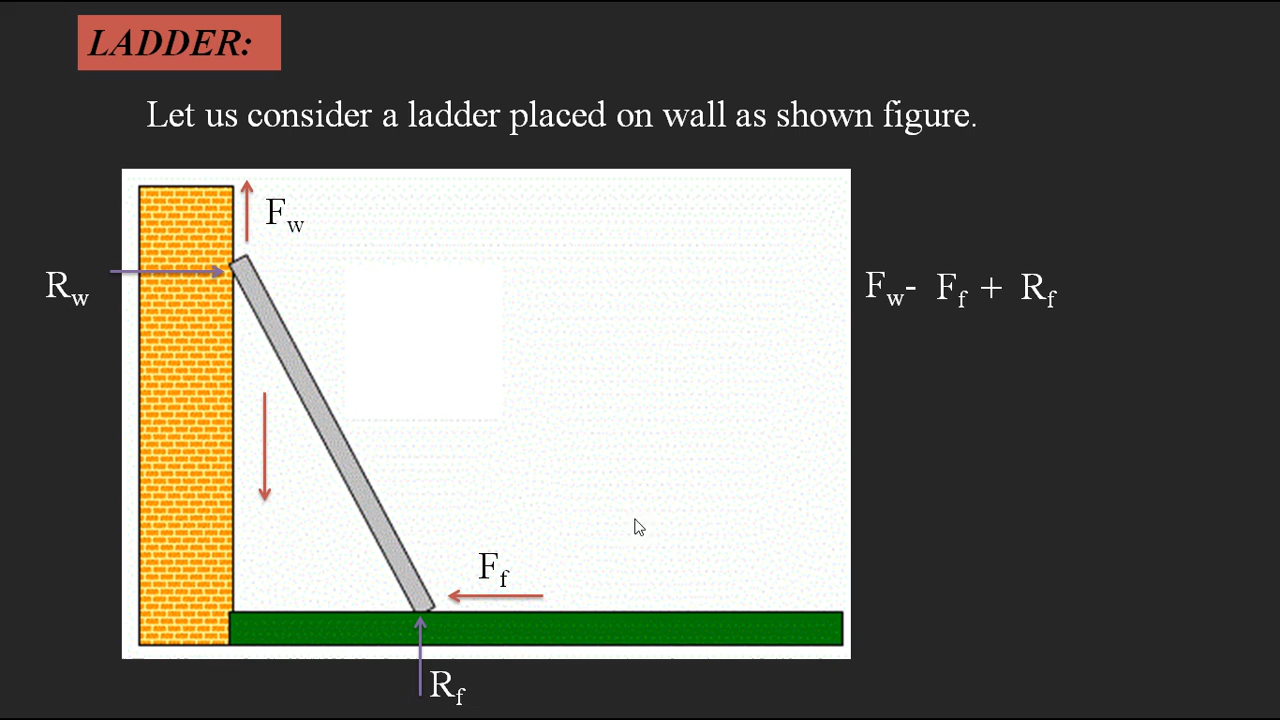 LADDER:
Let us consider a ladder placed on wall as shown figure.
Fw
Rw
Fw- Ff + Rf
Ff
Rf